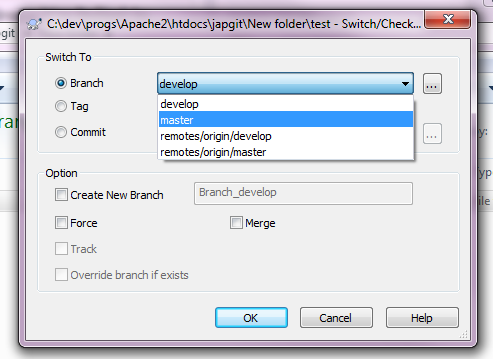 C:\dev\progs\Apache2\htdocs\japgit\New folder\test - Switch/Check...
git
Switch To
Branch
develop
...
Tag
develop
master
Commit
remotes/origin/develop
...
remotes/origin/master
Option
Create New Branch
Branch_develop
Force
Merge
Track
Override branch if exists
OK
Cancel
Help